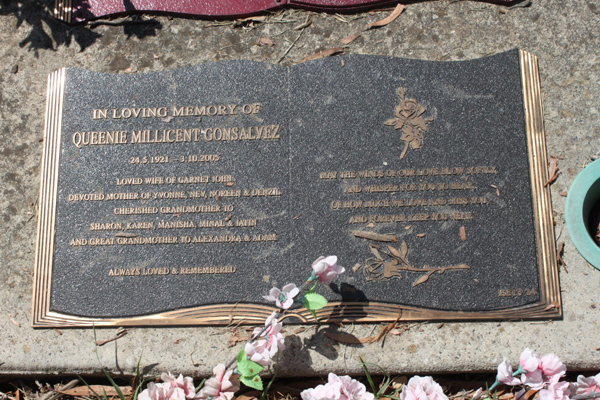 IN LOVING MEMORY OF
QUEENIE MILLICENT GONSALVEZ
24.5.1921 - 3.10.2005
LOVED WIFE OF GARNET JOHN
DEVOTED MOTHER OF YVONNE, NEV, NOREEN & DENZIL
CHERISHED GRANDMOTHER TO
SHARON, KAREN, MANISHA, MINAL & JATIN
AND GREAT GRANDMOTHER TO ALEXANDRA & ADAM
ALWAYS LOVED & REMEMBERED
MAY THE WINDS OF OUR LOVE BLOW SOFTLY,
AND WHISPER FOR YOU TO HEAR,
OF HOW MUCH WE LOVE AND MISS YOU
AND FOREVER KEEP YOU NEAR.